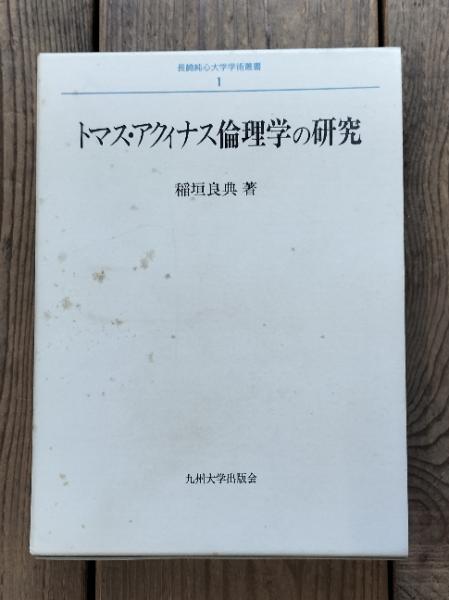 長崎純心大学学術叢書
1
トマス・アクィナス倫理学の研究
稲垣良典 著
九州大学出版会